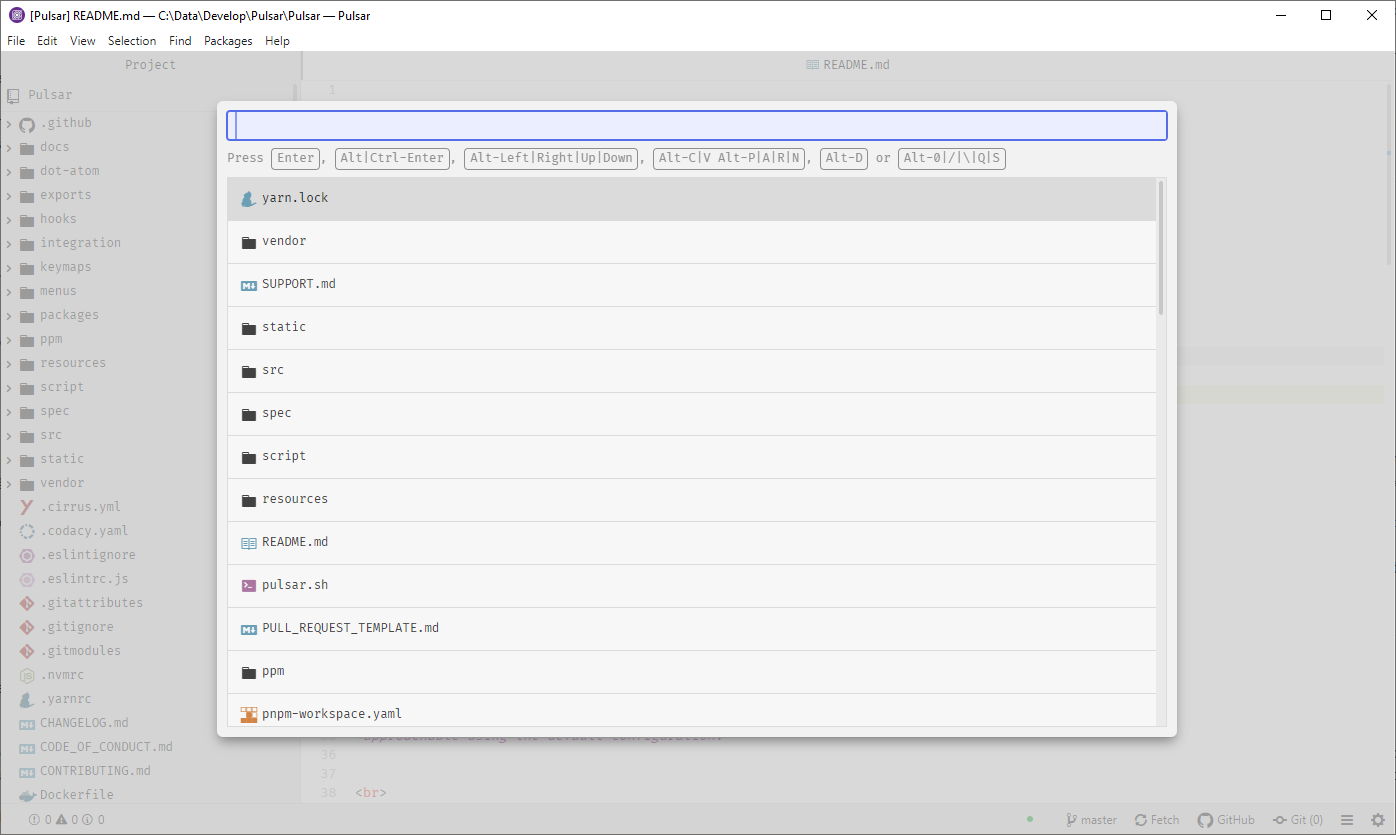 [Pulsar] README.md — C:\Data\Develop\Pulsar\Pulsar — Pulsar
File Edit View Selection Find Packages Help
Project
README.md
Pulsar
1
.github
docs
dot-atom
exports
hooks
integration
keymaps
menus
packages
ppm
resources
script
spec
src
static
vendor
.cirrus.yml
.codacy.yaml
.eslintignore
.eslintrc.js
.gitattributes
.gitignore
.gitmodules
.nvmrc
.yarnrc
CHANGELOG.md
CODE_OF_CONDUCT.md
CONTRIBUTING.md
Dockerfile
Press Enter, Alt|Ctrl-Enter, Alt-Left|Right|Up|Down, Alt-C|V Alt-P|A|R|N, Alt-D or Alt-0|/|\|Q|S
yarn.lock
vendor
SUPPORT.md
static
src
spec
script
resources
README.md
pulsar.sh
PULL_REQUEST_TEMPLATE.md
ppm
pnpm-workspace.yaml
36
37
38 <br>
0 0 0
master Fetch GitHub Git (0)